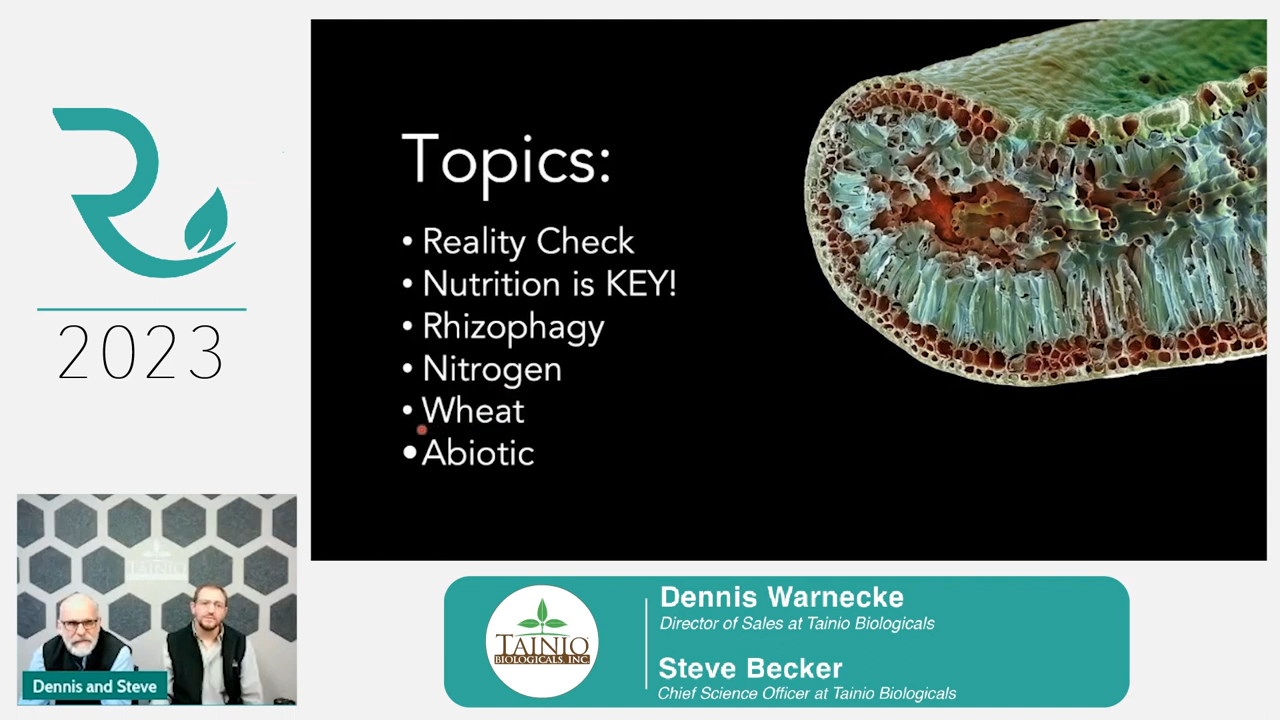 2023
Topics:
• Reality Check
• Nutrition is KEY!
• Rhizophagy
• Nitrogen
• Wheat
• Abiotic
Dennis and Steve
TAINIO
BIOLOGICALS, INC.
Dennis Warnecke
Director of Sales at Tainio Biologicals
Steve Becker
Chief Science Officer at Tainio Biologicals